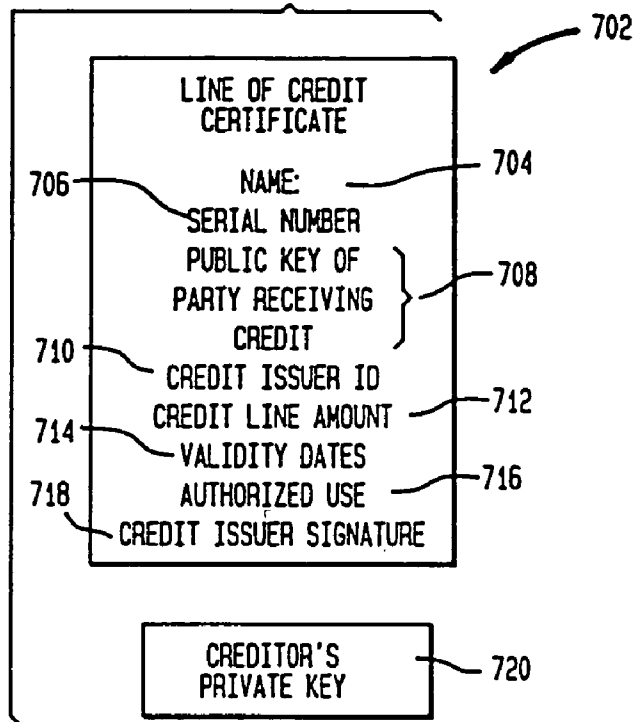 702
LINE OF CREDIT
CERTIFICATE
704
NAME:
706
SERIAL NUMBER
PUBLIC KEY OF
PARTY RECEIVING
CREDIT
708
710
CREDIT ISSUER ID
CREDIT LINE AMOUNT
712
714
VALIDITY DATES
AUTHORIZED USE
716
718
CREDIT ISSUER SIGNATURE
CREDITOR'S
PRIVATE KEY
720